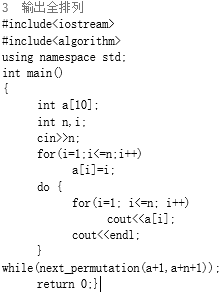 3  输出全排列
#include<iostream>
#include<algorithm>
using namespace std;
int main()
{
     int a[10];
     int n,i;
     cin>>n;
     for(i=1;i<=n;i++)
          a[i]=i;
     do {
          for(i=1; i<=n; i++)
               cout<<a[i];
          cout<<endl;
     }
while(next_permutation(a+1,a+n+1));
     return 0;}